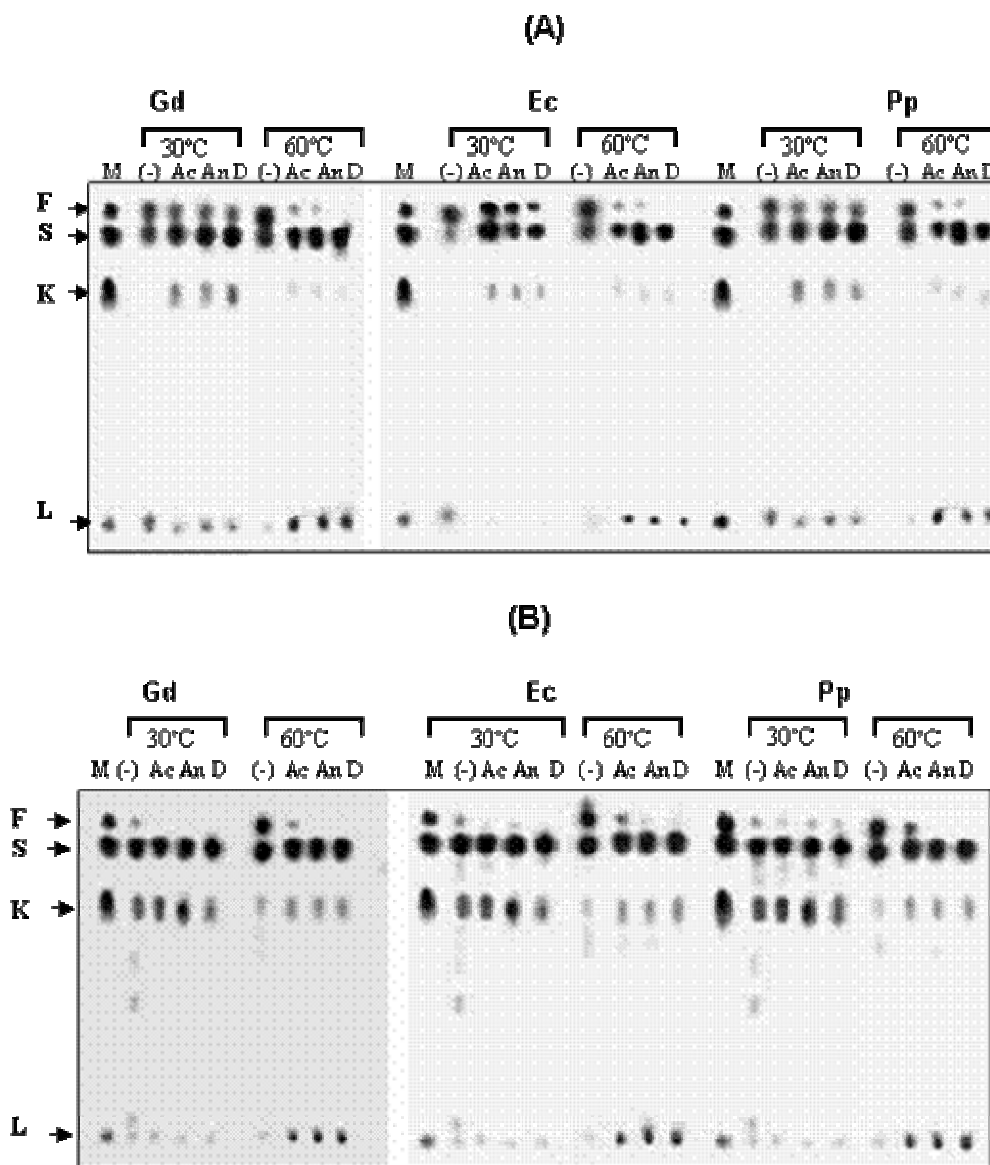 (A)
Gd Ec Pp
30°C 60°C 30°C 60°C 30°C 60°C
M (-) Ac An D (-) Ac An D M (-) Ac An D (-) Ac An D M (-) Ac An D (-) Ac An D
F
S
K
L
(B)
Gd Ec Pp
30°C 60°C 30°C 60°C 30°C 60°C
M (-) Ac An D (-) Ac An D M (-) Ac An D (-) Ac An D M (-) Ac An D (-) Ac An D
F
S
K
L